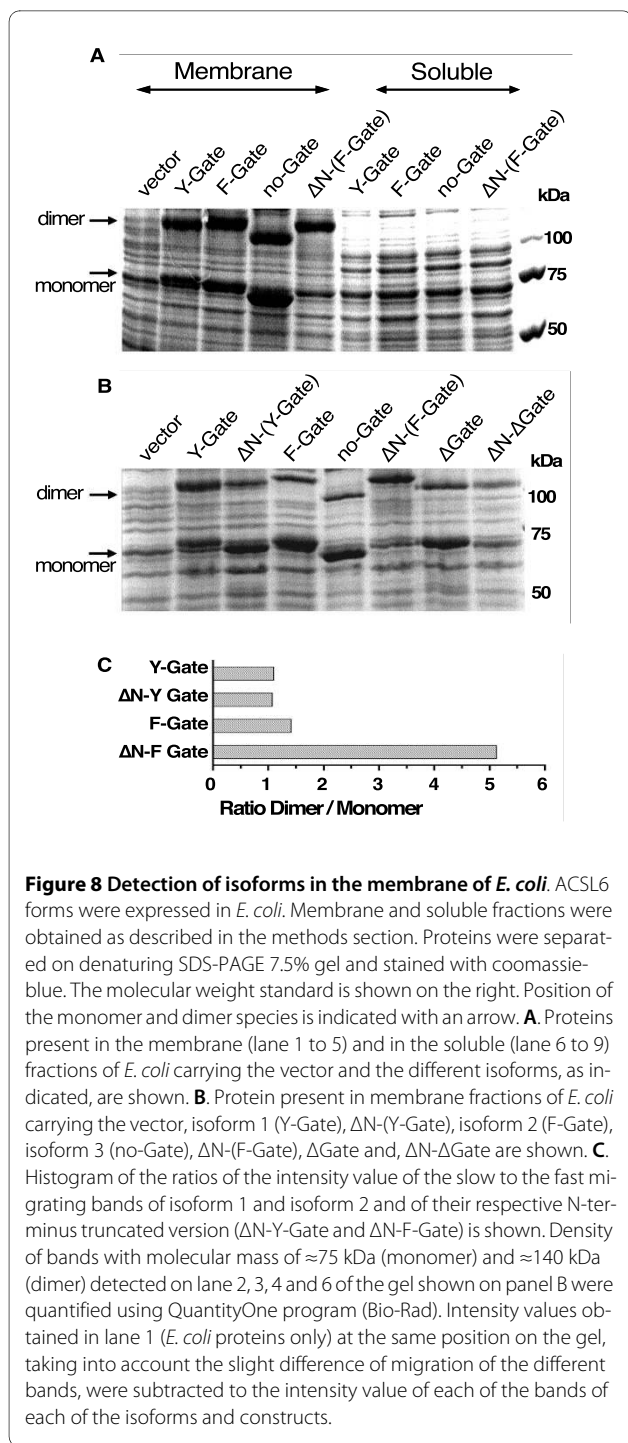 A
Membrane Soluble
vector Y-Gate F-Gate no-Gate ΔN-(F-Gate) Y-Gate F-Gate no-Gate ΔN-(F-Gate)
kDa
dimer
100
75
monomer
50
B
vector Y-Gate ΔN-(Y-Gate) F-Gate no-Gate ΔN-(F-Gate) ΔGate ΔN-ΔGate
kDa
dimer
100
75
monomer
50
C
Y-Gate
ΔN-Y Gate
F-Gate
ΔN-F Gate
0 1 2 3 4 5 6
Ratio Dimer / Monomer
Figure 8 Detection of isoforms in the membrane of E. coli. ACSL6
forms were expressed in E. coli. Membrane and soluble fractions were
obtained as described in the methods section. Proteins were separat-
ed on denaturing SDS-PAGE 7.5% gel and stained with coomassie-
blue. The molecular weight standard is shown on the right. Position of
the monomer and dimer species is indicated with an arrow. A. Proteins
present in the membrane (lane 1 to 5) and in the soluble (lane 6 to 9)
fractions of E. coli carrying the vector and the different isoforms, as in-
dicated, are shown. B. Protein present in membrane fractions of E. coli
carrying the vector, isoform 1 (Y-Gate), ΔN-(Y-Gate), isoform 2 (F-Gate),
isoform 3 (no-Gate), ΔN-(F-Gate), ΔGate and, ΔN-ΔGate are shown. C.
Histogram of the ratios of the intensity value of the slow to the fast mi-
grating bands of isoform 1 and isoform 2 and of their respective N-ter-
minus truncated version (ΔN-Y-Gate and ΔN-F-Gate) is shown. Density
of bands with molecular mass of ≈75 kDa (monomer) and ≈140 kDa
(dimer) detected on lane 2, 3, 4 and 6 of the gel shown on panel B were
quantified using QuantityOne program (Bio-Rad). Intensity values ob-
tained in lane 1 (E. coli proteins only) at the same position on the gel,
taking into account the slight difference of migration of the different
bands, were subtracted to the intensity value of each of the bands of
each of the isoforms and constructs.